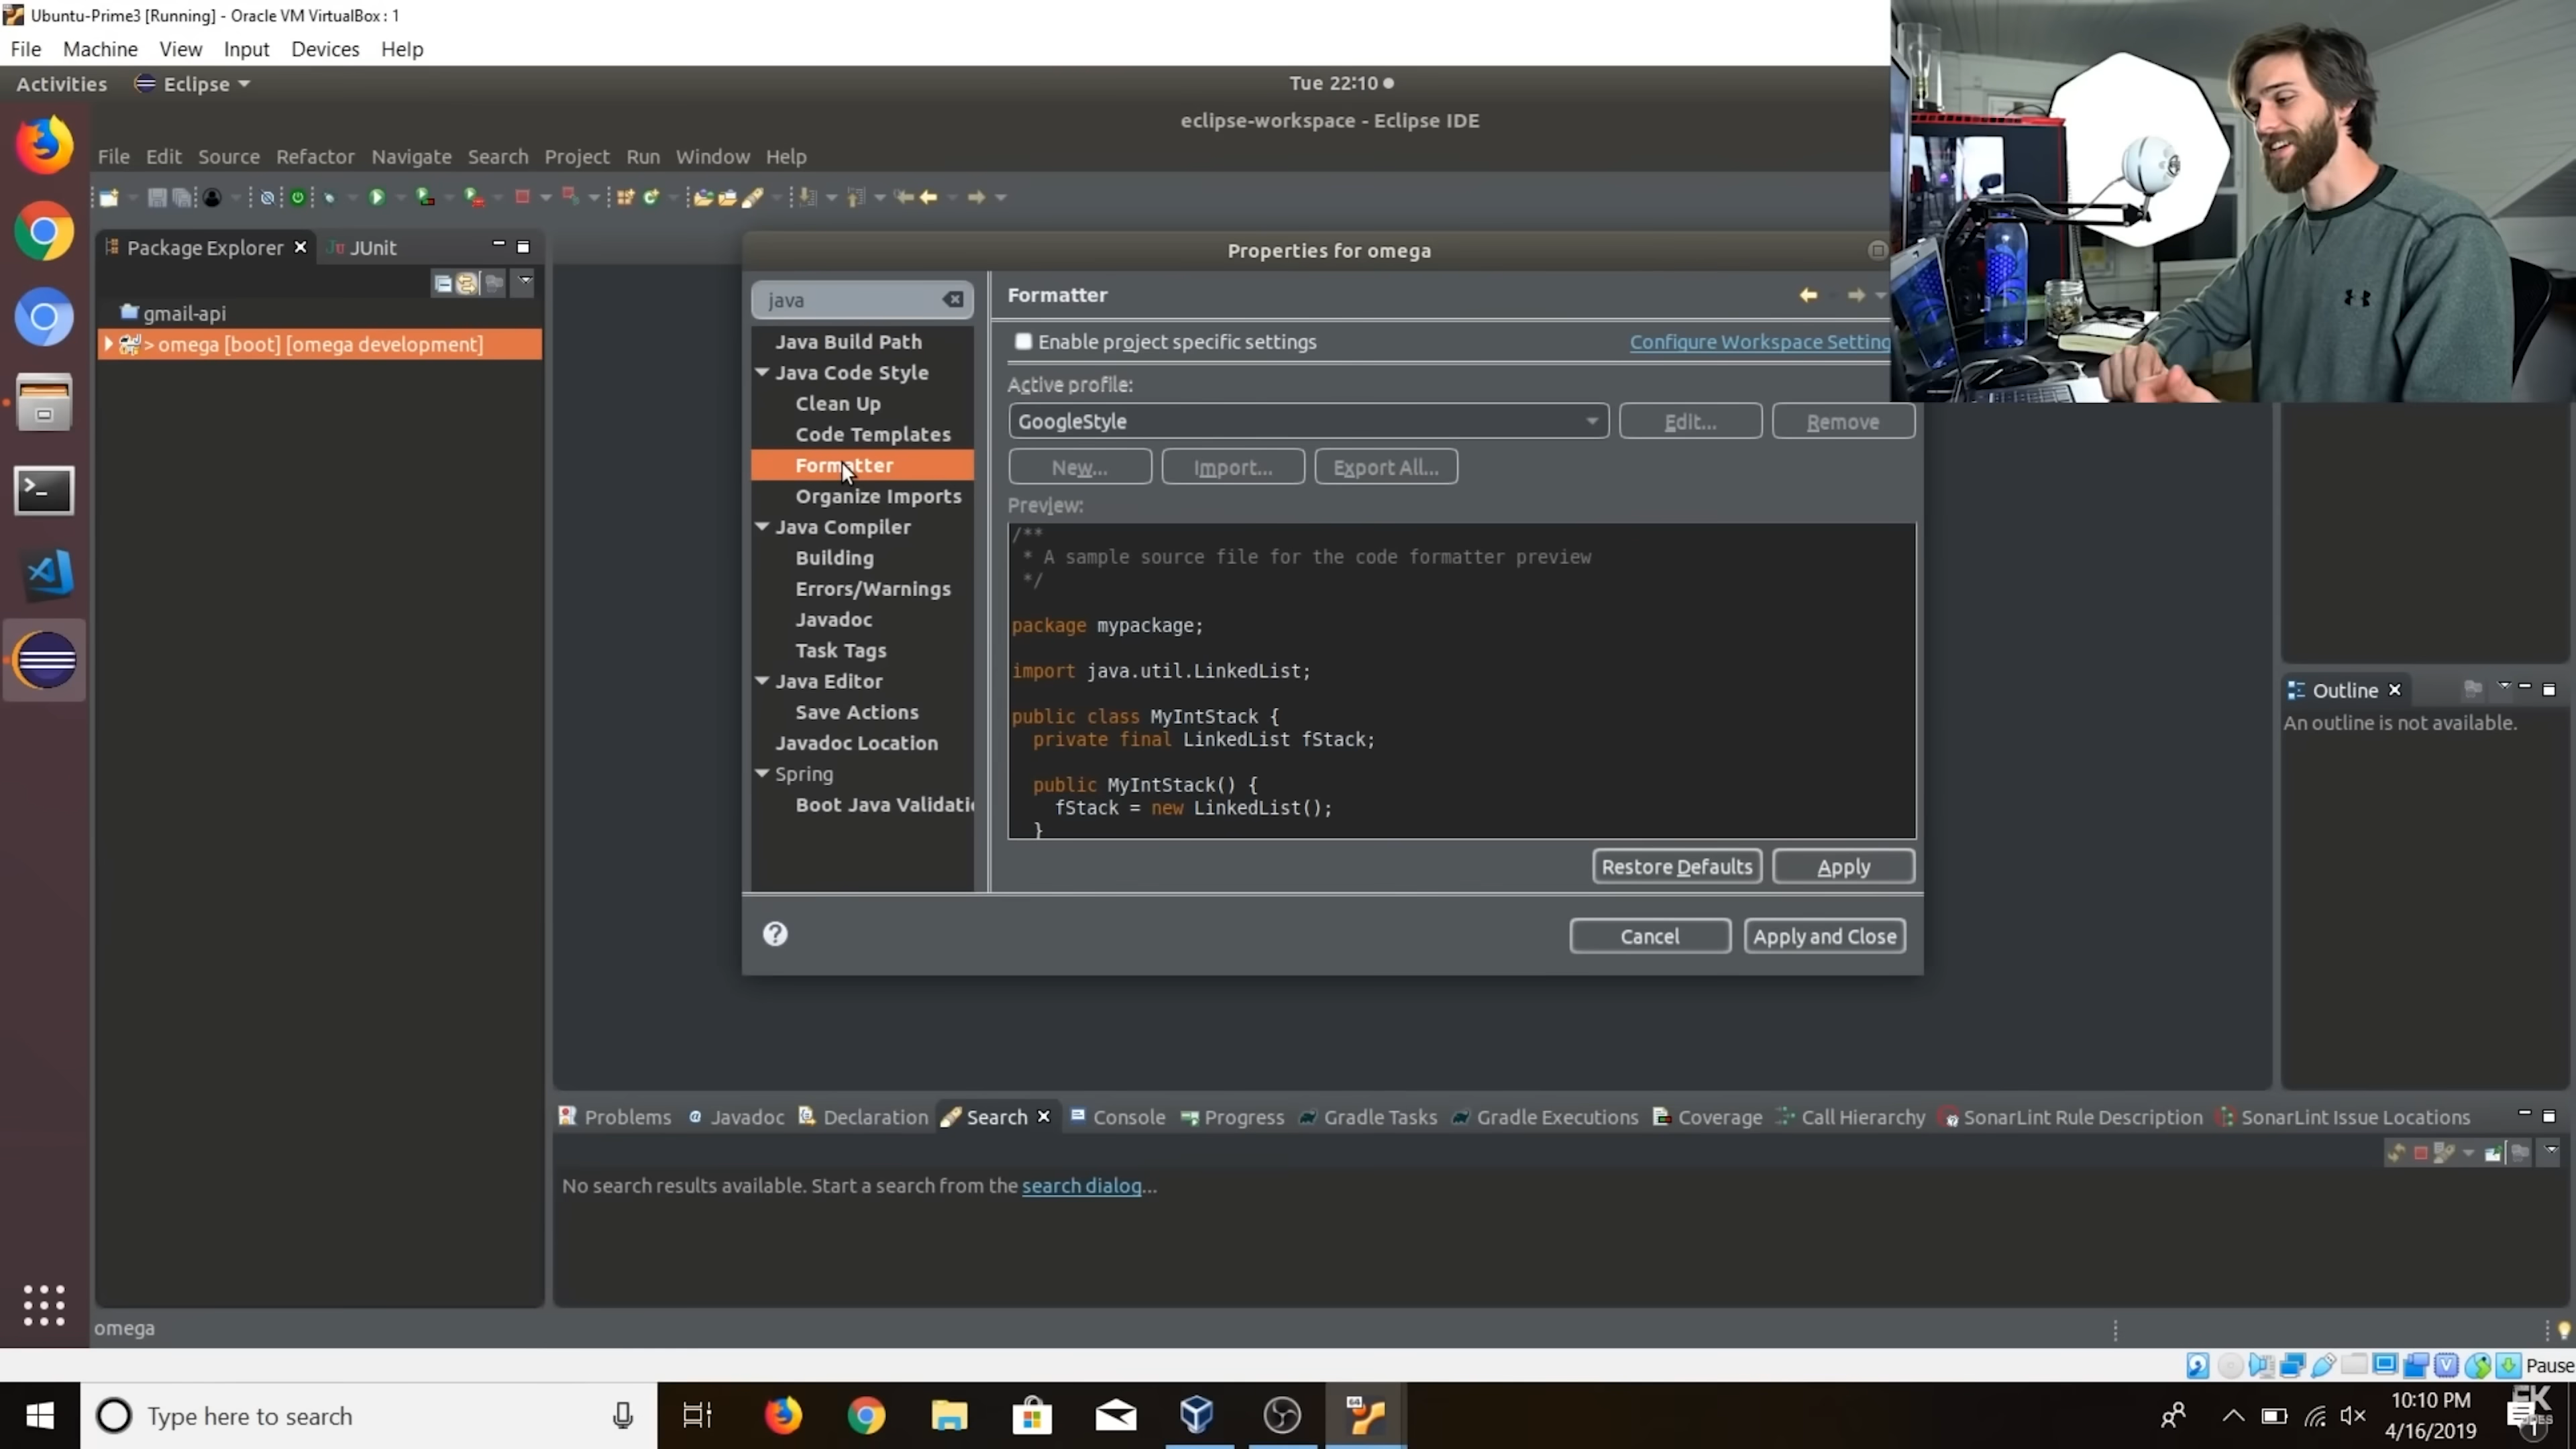 Ubuntu-Prime3 [Running] - Oracle VM VirtualBox : 1
File Machine View Input Devices Help
Activities Eclipse Tue 22:10
eclipse-workspace - Eclipse IDE
File Edit Source Refactor Navigate Search Project Run Window Help
Package Explorer JUnit
gmail-api
> omega [boot] [omega development]
Properties for omega
java
Java Build Path
Java Code Style
Clean Up
Code Templates
Formatter
Organize Imports
Java Compiler
Building
Errors/Warnings
Javadoc
Task Tags
Java Editor
Save Actions
Javadoc Location
Spring
Boot Java Validati
Formatter
Enable project specific settings Configure Workspace Setting
Active profile:
GoogleStyle Edit... Remove
New... Import... Export All...
Preview:
/**
* A sample source file for the code formatter preview
*/
package mypackage;
import java.util.LinkedList;
public class MyIntStack {
private final LinkedList fStack;
public MyIntStack() {
fStack = new LinkedList();
}
Restore Defaults Apply
Cancel Apply and Close
Outline
An outline is not available.
Problems Javadoc Declaration Search Console Progress Gradle Tasks Gradle Executions Coverage Call Hierarchy SonarLint Rule Description SonarLint Issue Locations
No search results available. Start a search from the search dialog...
omega
Pause
Type here to search
64
10:10 PM
4/16/2019